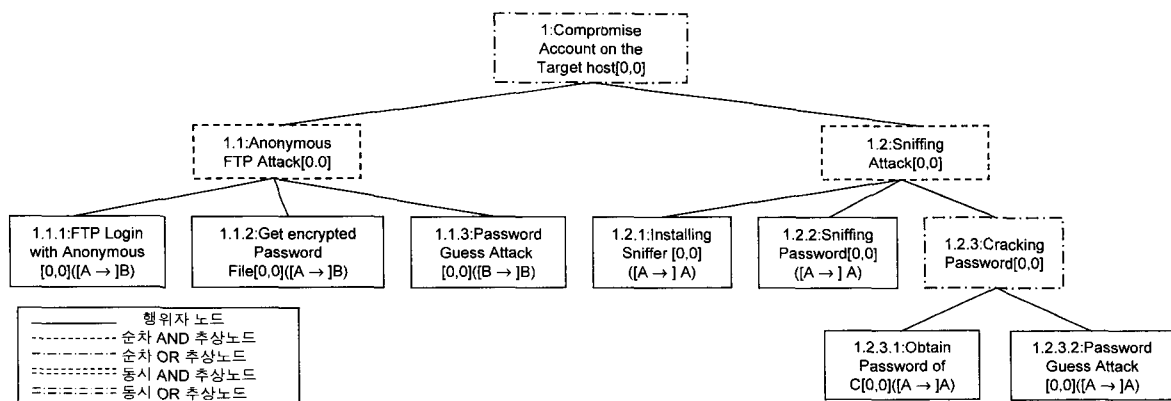 1:Compromise
Account on the
Target host[0,0]
1.1:Anonymous
FTP Attack[0.0]
1.2:Sniffing
Attack[0,0]
1.1.1:FTP Login
with Anonymous
[0,0]([A → ]B)
1.1.2:Get encrypted
Password
File[0,0]([A → ]B)
1.1.3:Password
Guess Attack
[0,0]([B → ]B)
1.2.1:Installing
Sniffer [0,0]
([A → ] A)
1.2.2:Sniffing
Password[0,0]
([A → ] A)
1.2.3:Cracking
Password[0,0]
1.2.3.1:Obtain
Password of
C[0,0]([A → ]A)
1.2.3.2:Password
Guess Attack
[0,0]([A → ]A)
행위자 노드
순차 AND 추상노드
순차 OR 추상노드
동시 AND 추상노드
동시 OR 추상노드